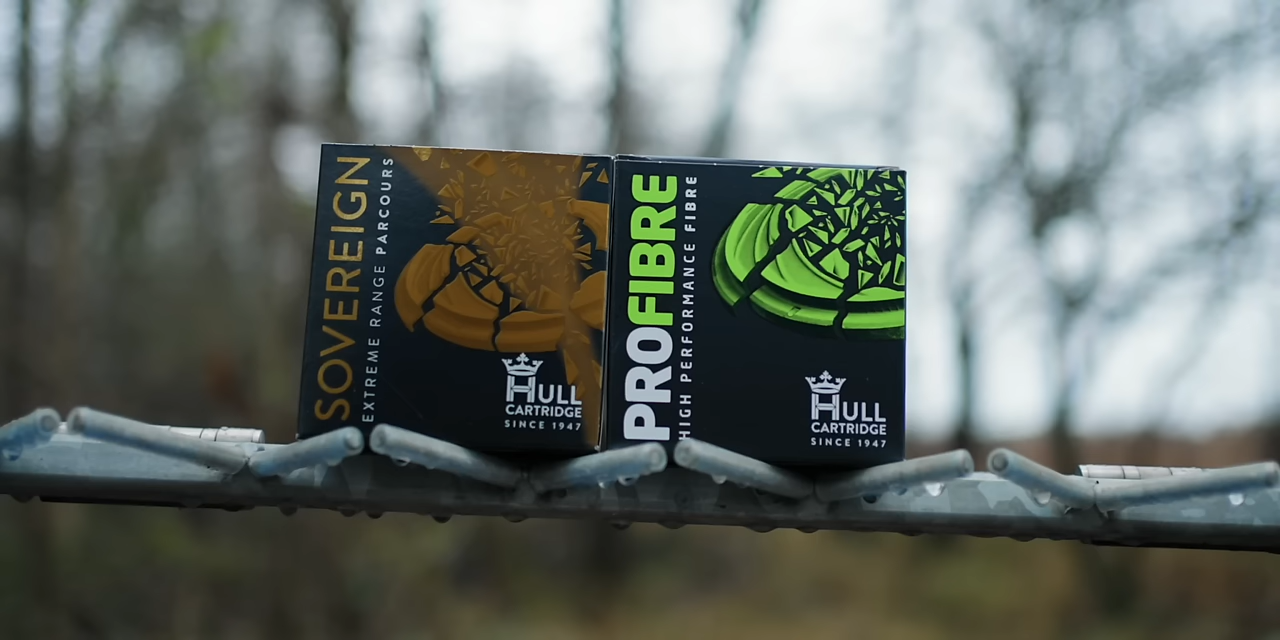 SOVEREIGN
EXTREME RANGE PARCOURS
HULL
CARTRIDGE
SINCE 1947
PROFIBRE
HIGH PERFORMANCE FIBRE
HULL
CARTRIDGE
SINCE 1947